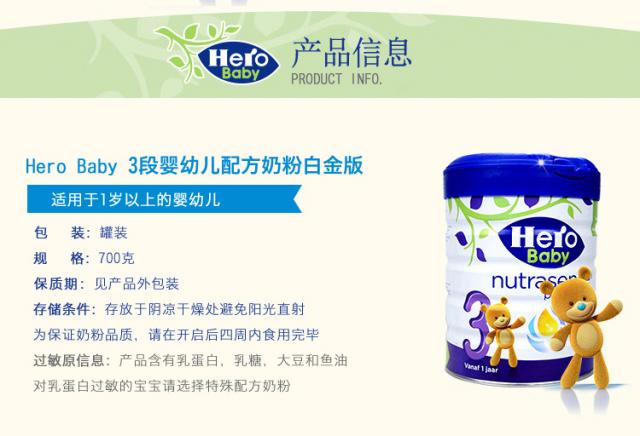 Hero
Baby
产品信息
PRODUCT INFO.
Hero Baby 3段婴幼儿配方奶粉白金版
适用于1岁以上的婴幼儿
包 装：罐装
规 格：700克
保质期：见产品外包装
存储条件：存放于阴凉干燥处避免阳光直射
为保证奶粉品质，请在开启后四周内食用完毕
过敏原信息：产品含有乳蛋白，乳糖，大豆和鱼油
对乳蛋白过敏的宝宝请选择特殊配方奶粉
Hero
Baby
3
Vanaf 1 jaar